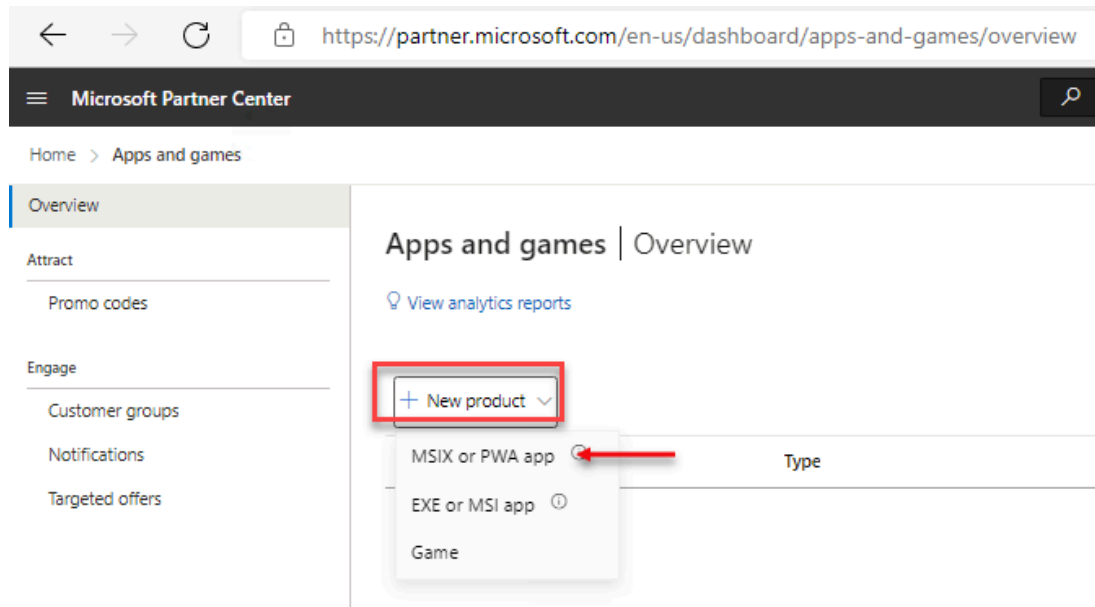 https://partner.microsoft.com/en-us/dashboard/apps-and-games/overview
Microsoft Partner Center
Home > Apps and games
Overview
Attract
Promo codes
Engage
Customer groups
Notifications
Targeted offers
Apps and games | Overview
View analytics reports
+ New product
MSIX or PWA app
EXE or MSI app
Game
Type